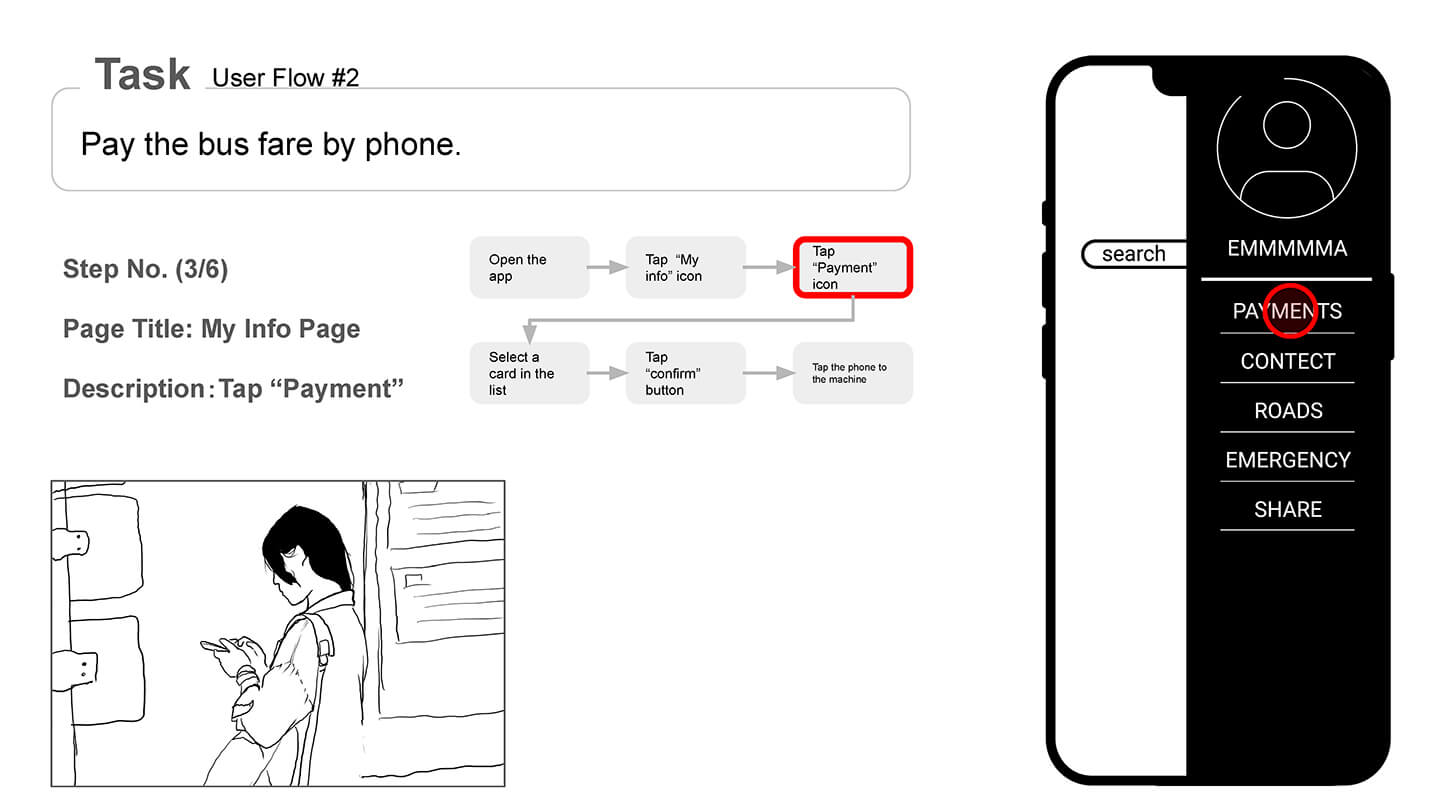 Task User Flow #2
Pay the bus fare by phone.
Step No. (3/6)
Page Title: My Info Page
Description: Tap “Payment”
Open the
app
Tap “My
info” icon
Tap
“Payment”
icon
Select a
card in the
list
Tap
“confirm”
button
Tap the phone to
the machine
search
EMMMMMA
PAYMENTS
CONTECT
ROADS
EMERGENCY
SHARE